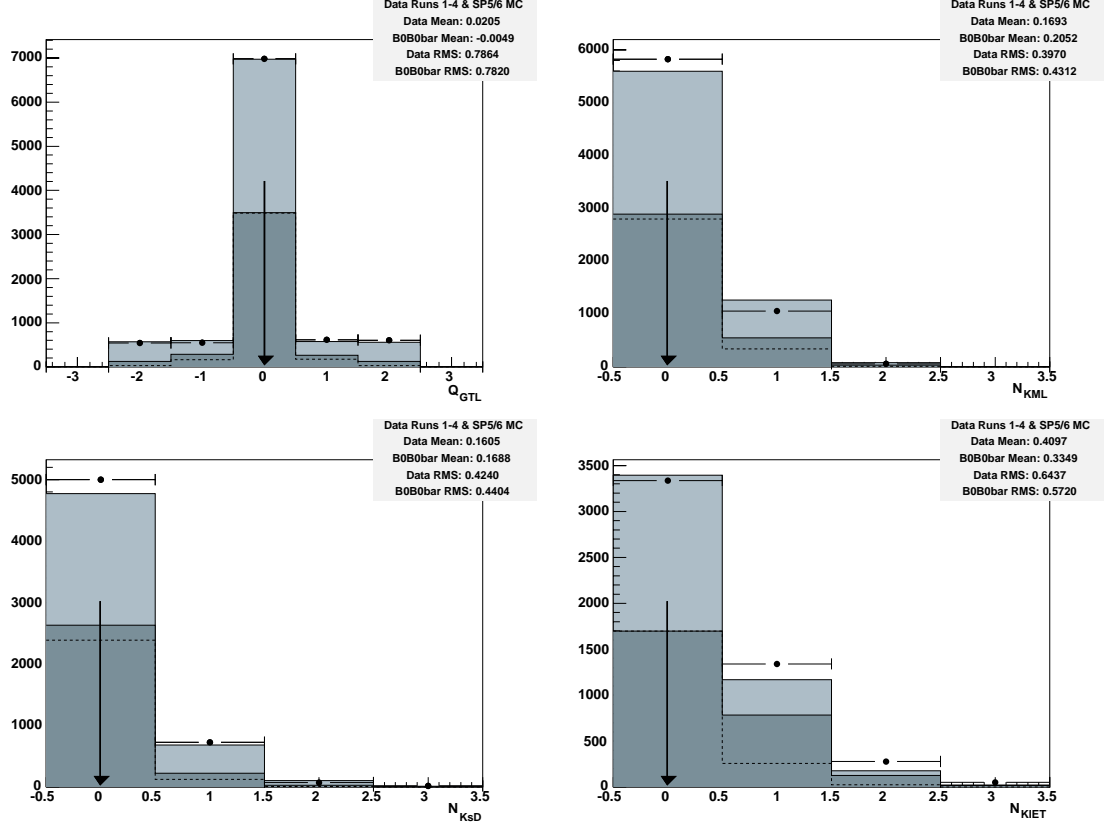 Data Runs 1-4 & SP5/6 MC
Data Mean: 0.0205
B0B0bar Mean: -0.0049
Data RMS: 0.7864
B0B0bar RMS: 0.7820
7000
6000
5000
4000
3000
2000
1000
0
-3 -2 -1 0 1 2 3
Q GTL
Data Runs 1-4 & SP5/6 MC
Data Mean: 0.1693
B0B0bar Mean: 0.2052
Data RMS: 0.3970
B0B0bar RMS: 0.4312
6000
5000
4000
3000
2000
1000
0
-0.5 0 0.5 1 1.5 2 2.5 3 3.5
N KML
Data Runs 1-4 & SP5/6 MC
Data Mean: 0.1605
B0B0bar Mean: 0.1688
Data RMS: 0.4240
B0B0bar RMS: 0.4404
5000
4000
3000
2000
1000
0
-0.5 0 0.5 1 1.5 2 2.5 3 3.5
N KsD
Data Runs 1-4 & SP5/6 MC
Data Mean: 0.4097
B0B0bar Mean: 0.3349
Data RMS: 0.6437
B0B0bar RMS: 0.5720
3500
3000
2500
2000
1500
1000
500
0
-0.5 0 0.5 1 1.5 2 2.5 3 3.5
N KIET